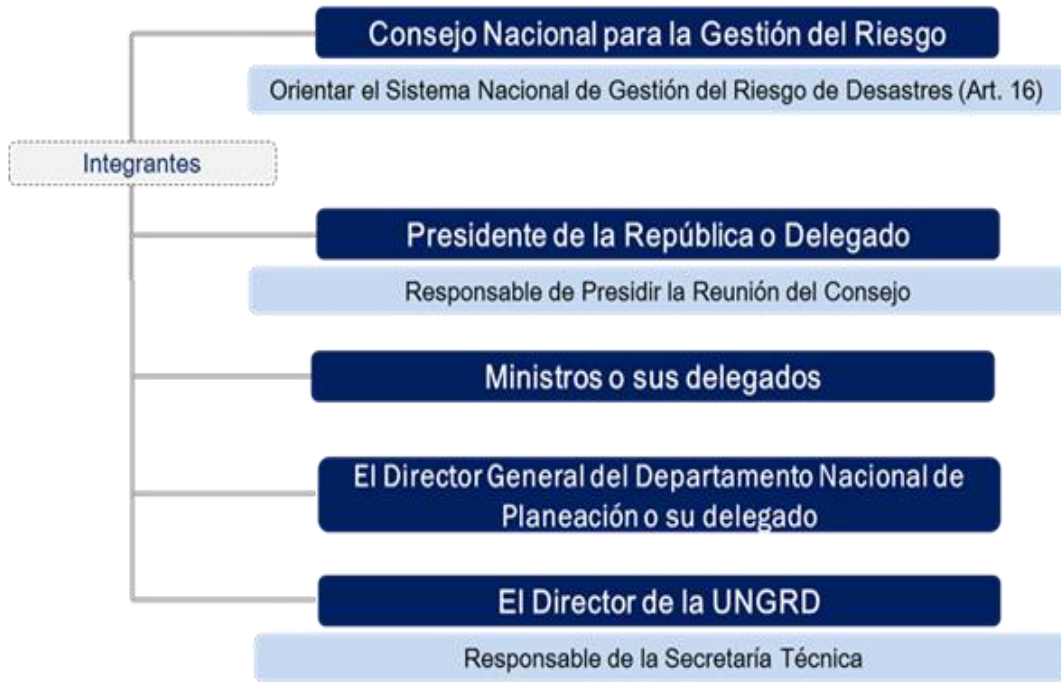 Consejo Nacional para la Gestión del Riesgo
Orientar el Sistema Nacional de Gestión del Riesgo de Desastres (Art. 16)
Integrantes
Presidente de la República o Delegado
Responsable de Presidir la Reunión del Consejo
Ministros o sus delegados
El Director General del Departamento Nacional de
Planeación o su delegado
El Director de la UNGRD
Responsable de la Secretaría Técnica